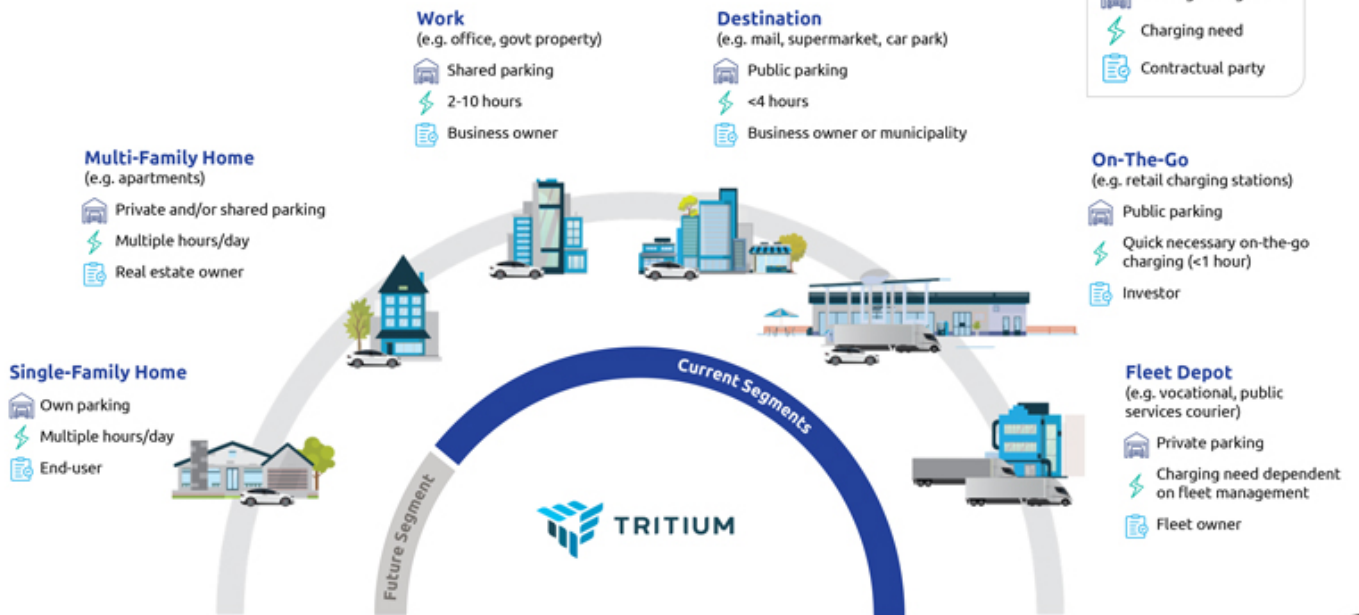 Work
(e.g. office, govt property)
Shared parking
2-10 hours
Business owner
Destination
(e.g. mail, supermarket, car park)
Public parking
<4 hours
Business owner or municipality
Charging need
Contractual party
Multi-Family Home
(e.g. apartments)
Private and/or shared parking
Multiple hours/day
Real estate owner
On-The-Go
(e.g. retail charging stations)
Public parking
Quick necessary on-the-go
charging (<1 hour)
Investor
Single-Family Home
Own parking
Multiple hours/day
End-user
Fleet Depot
(e.g. vocational, public
services courier)
Private parking
Charging need dependent
on fleet management
Fleet owner
Current Segments
Future Segment
TRITIUM